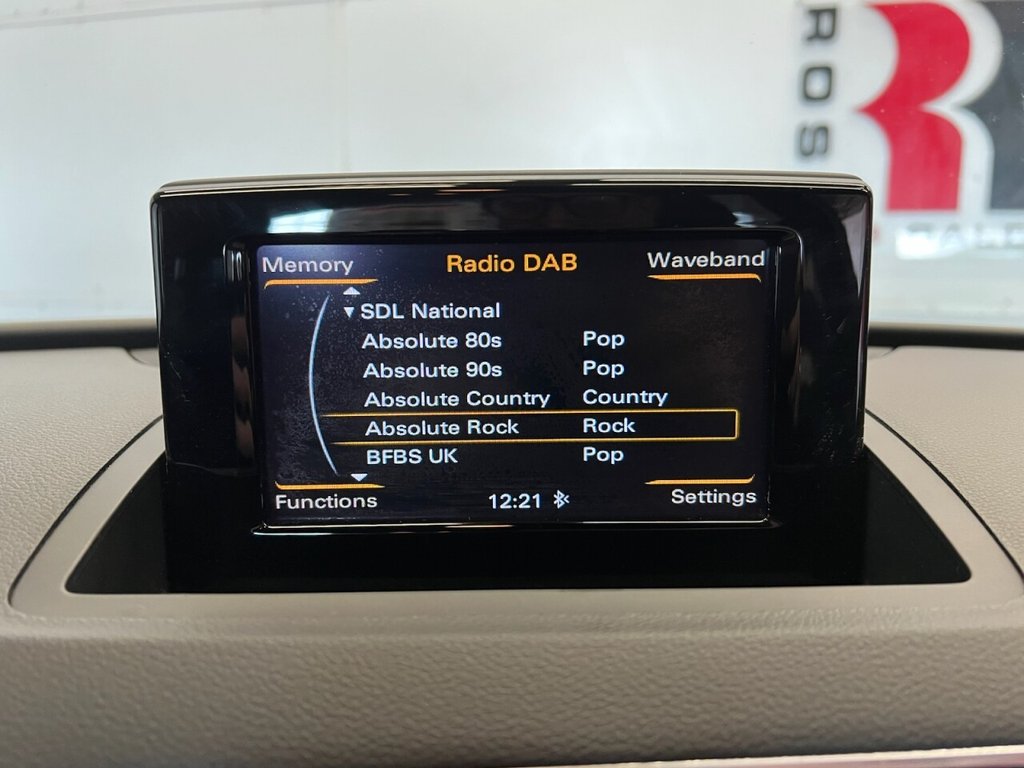 ROS
Memory
Radio DAB
Waveband
SDL National
Absolute 80s Pop
Absolute 90s Pop
Absolute Country Country
Absolute Rock Rock
BFBS UK Pop
Functions
12:21
Settings